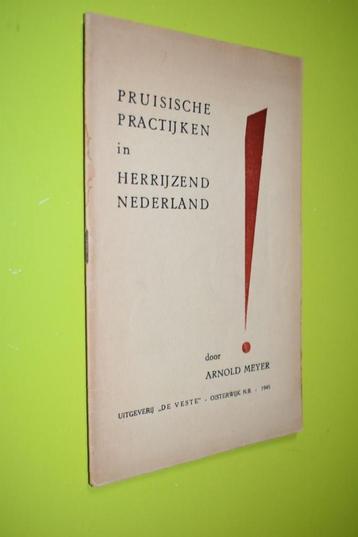 PRUISISCHE
PRACTIJKEN
in
HERRIJZEND
NEDERLAND
!
door
ARNOLD MEYER
UITGEVERIJ „DE VESTE" - OISTERWIJK N.B. - 1945